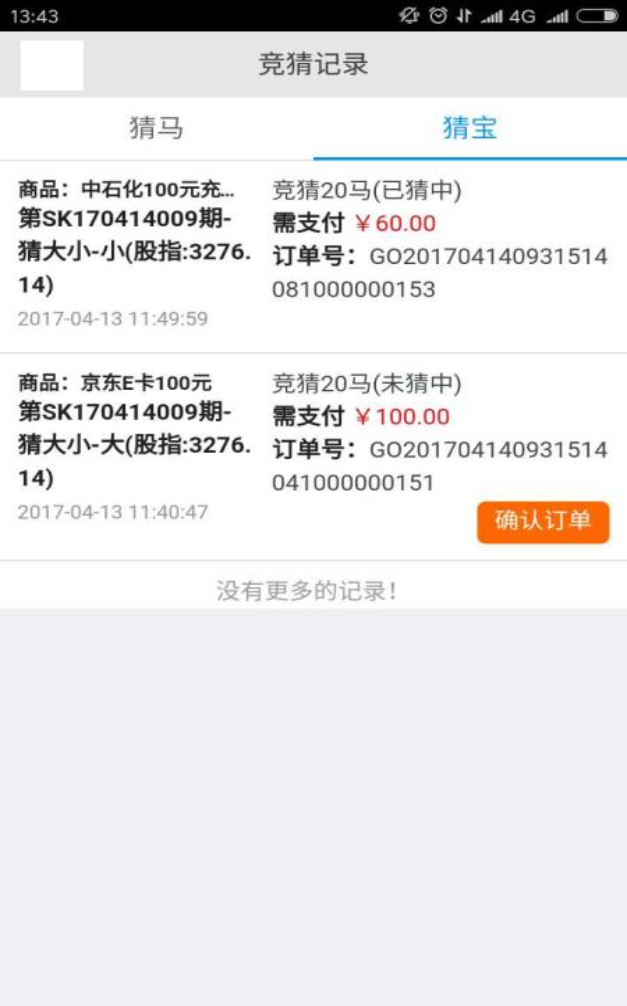 13:43
4G
竞猜记录
猜马
猜宝
商品：中石化100元充...
第SK170414009期-
猜大小-小(股指:3276.
14)
2017-04-13 11:49:59
竞猜20马(已猜中)
需支付 ￥60.00
订单号：GO201704140931514
081000000153
商品：京东E卡100元
第SK170414009期-
猜大小-大(股指:3276.
14)
2017-04-13 11:40:47
竞猜20马(未猜中)
需支付 ￥100.00
订单号：GO201704140931514
041000000151
确认订单
没有更多的记录!